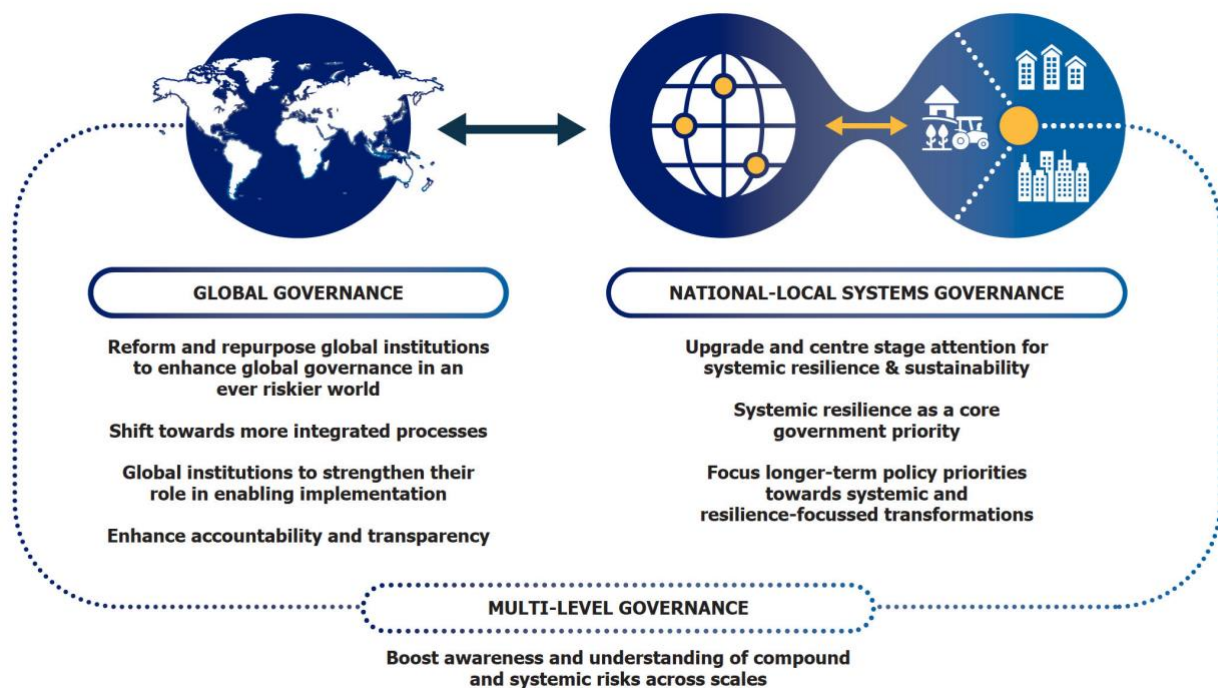 GLOBAL GOVERNANCE
Reform and repurpose global institutions
to enhance global governance in an
ever riskier world
Shift towards more integrated processes
Global institutions to strengthen their
role in enabling implementation
Enhance accountability and transparency
NATIONAL-LOCAL SYSTEMS GOVERNANCE
Upgrade and centre stage attention for
systemic resilience & sustainability
Systemic resilience as a core
government priority
Focus longer-term policy priorities
towards systemic and
resilience-focussed transformations
MULTI-LEVEL GOVERNANCE
Boost awareness and understanding of compound
and systemic risks across scales